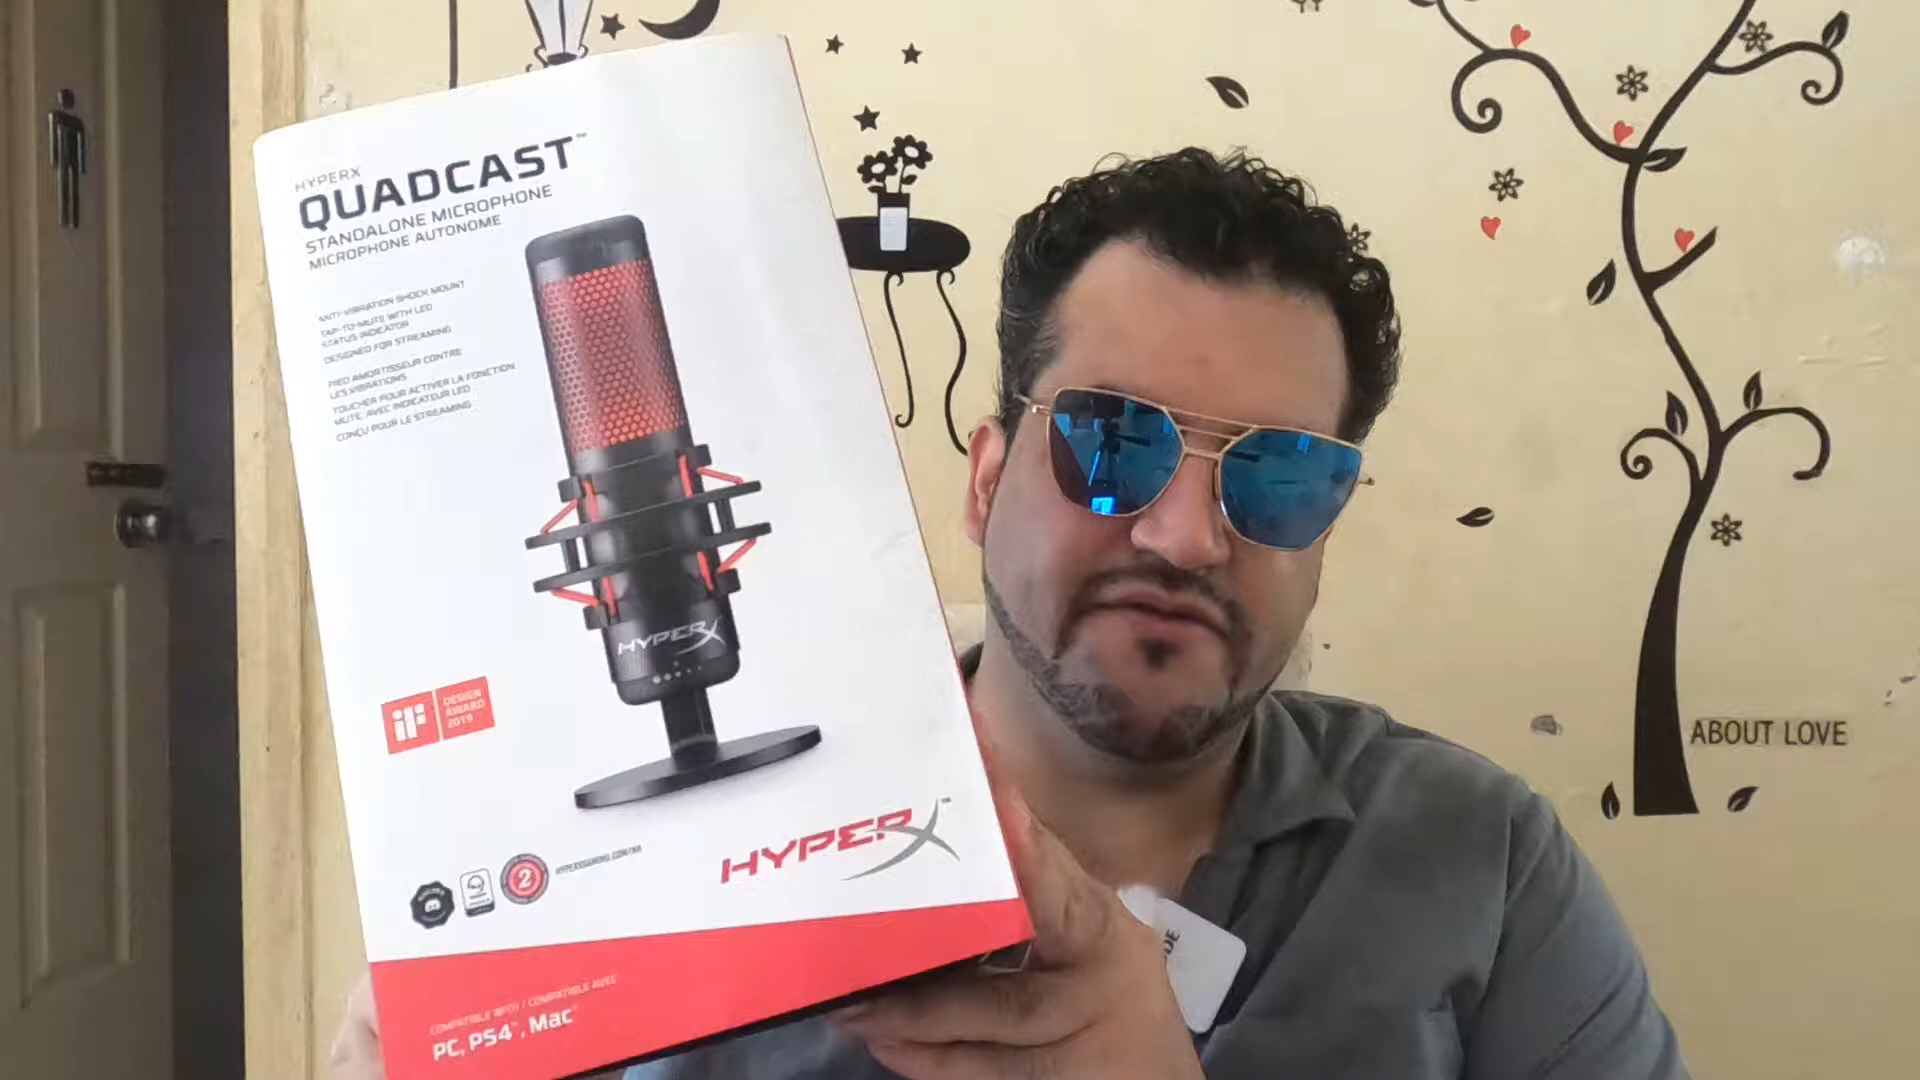 HYPERX
QUADCAST™
STANDALONE MICROPHONE
MICROPHONE AUTONOME
ANTI-VIBRATION SHOCK MOUNT
TAP-TO-MUTE WITH LED
STATUS INDICATOR
DESIGNED FOR STREAMING
PIED AMORTISSEUR CONTRE
LES VIBRATIONS
TOUCHER POUR ACTIVER LA FONCTION
MUTE, AVEC INDICATEUR LED
CONÇU POUR LE STREAMING
HYPERX
iF
DESIGN
AWARD
2019
2
HYPERX™
COMPATIBLE WITH / COMPATIBLE AVEC
PC, PS4™, Mac™
ABOUT LOVE